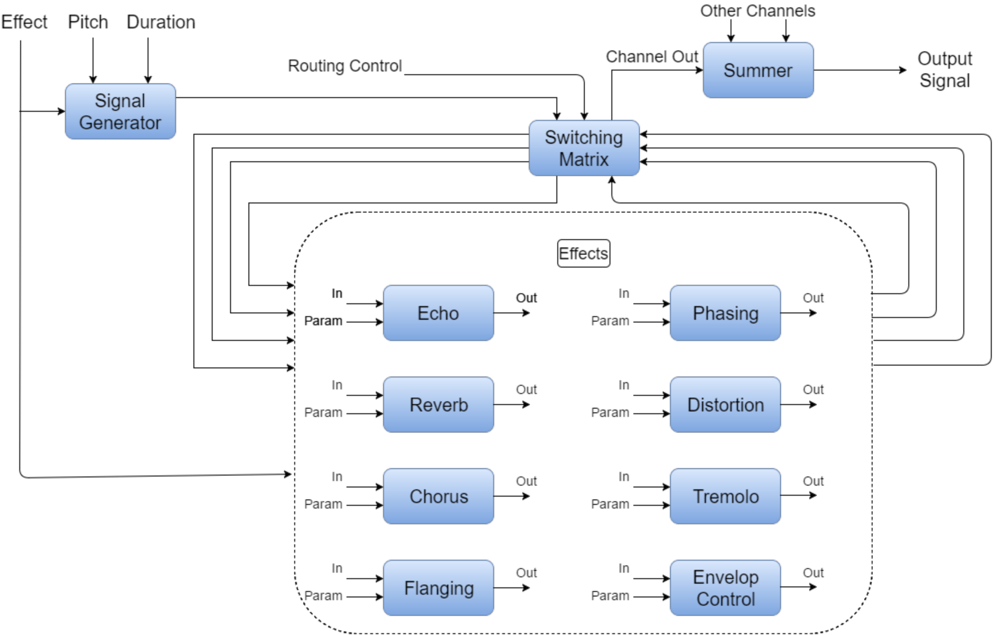 Effect
Pitch
Duration
Other Channels
Routing Control
Channel Out
Summer
Output
Signal
Signal
Generator
Switching
Matrix
Effects
In
Param
Echo
Out
In
Param
Phasing
Out
In
Param
Reverb
Out
In
Param
Distortion
Out
In
Param
Chorus
Out
In
Param
Tremolo
Out
In
Param
Flanging
Out
In
Param
Envelop
Control
Out